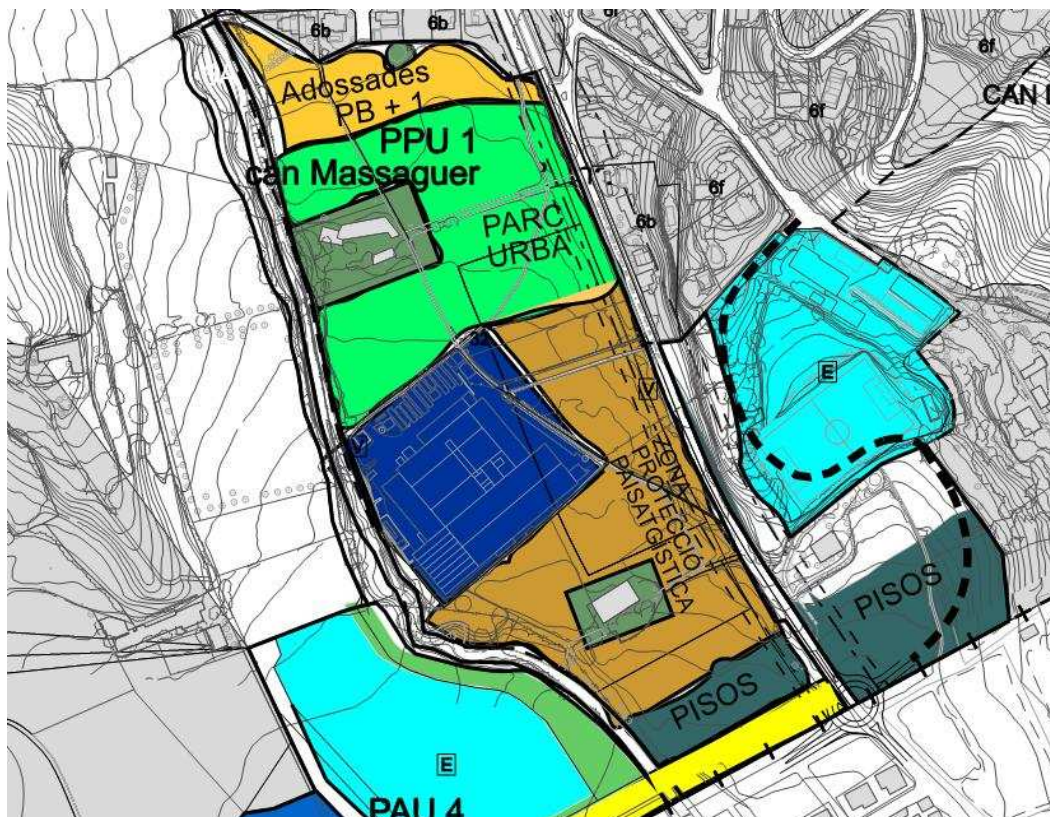 6b
6b
6f
6f
CAN
Adossades
PB + 1
6f
PPU 1
can Massaguer
6f
PARC
URBÀ
6b
E
V
ZONA
PROTECCIÓ
PAISATGÍSTICA
PISOS
PISOS
E
PAU 4